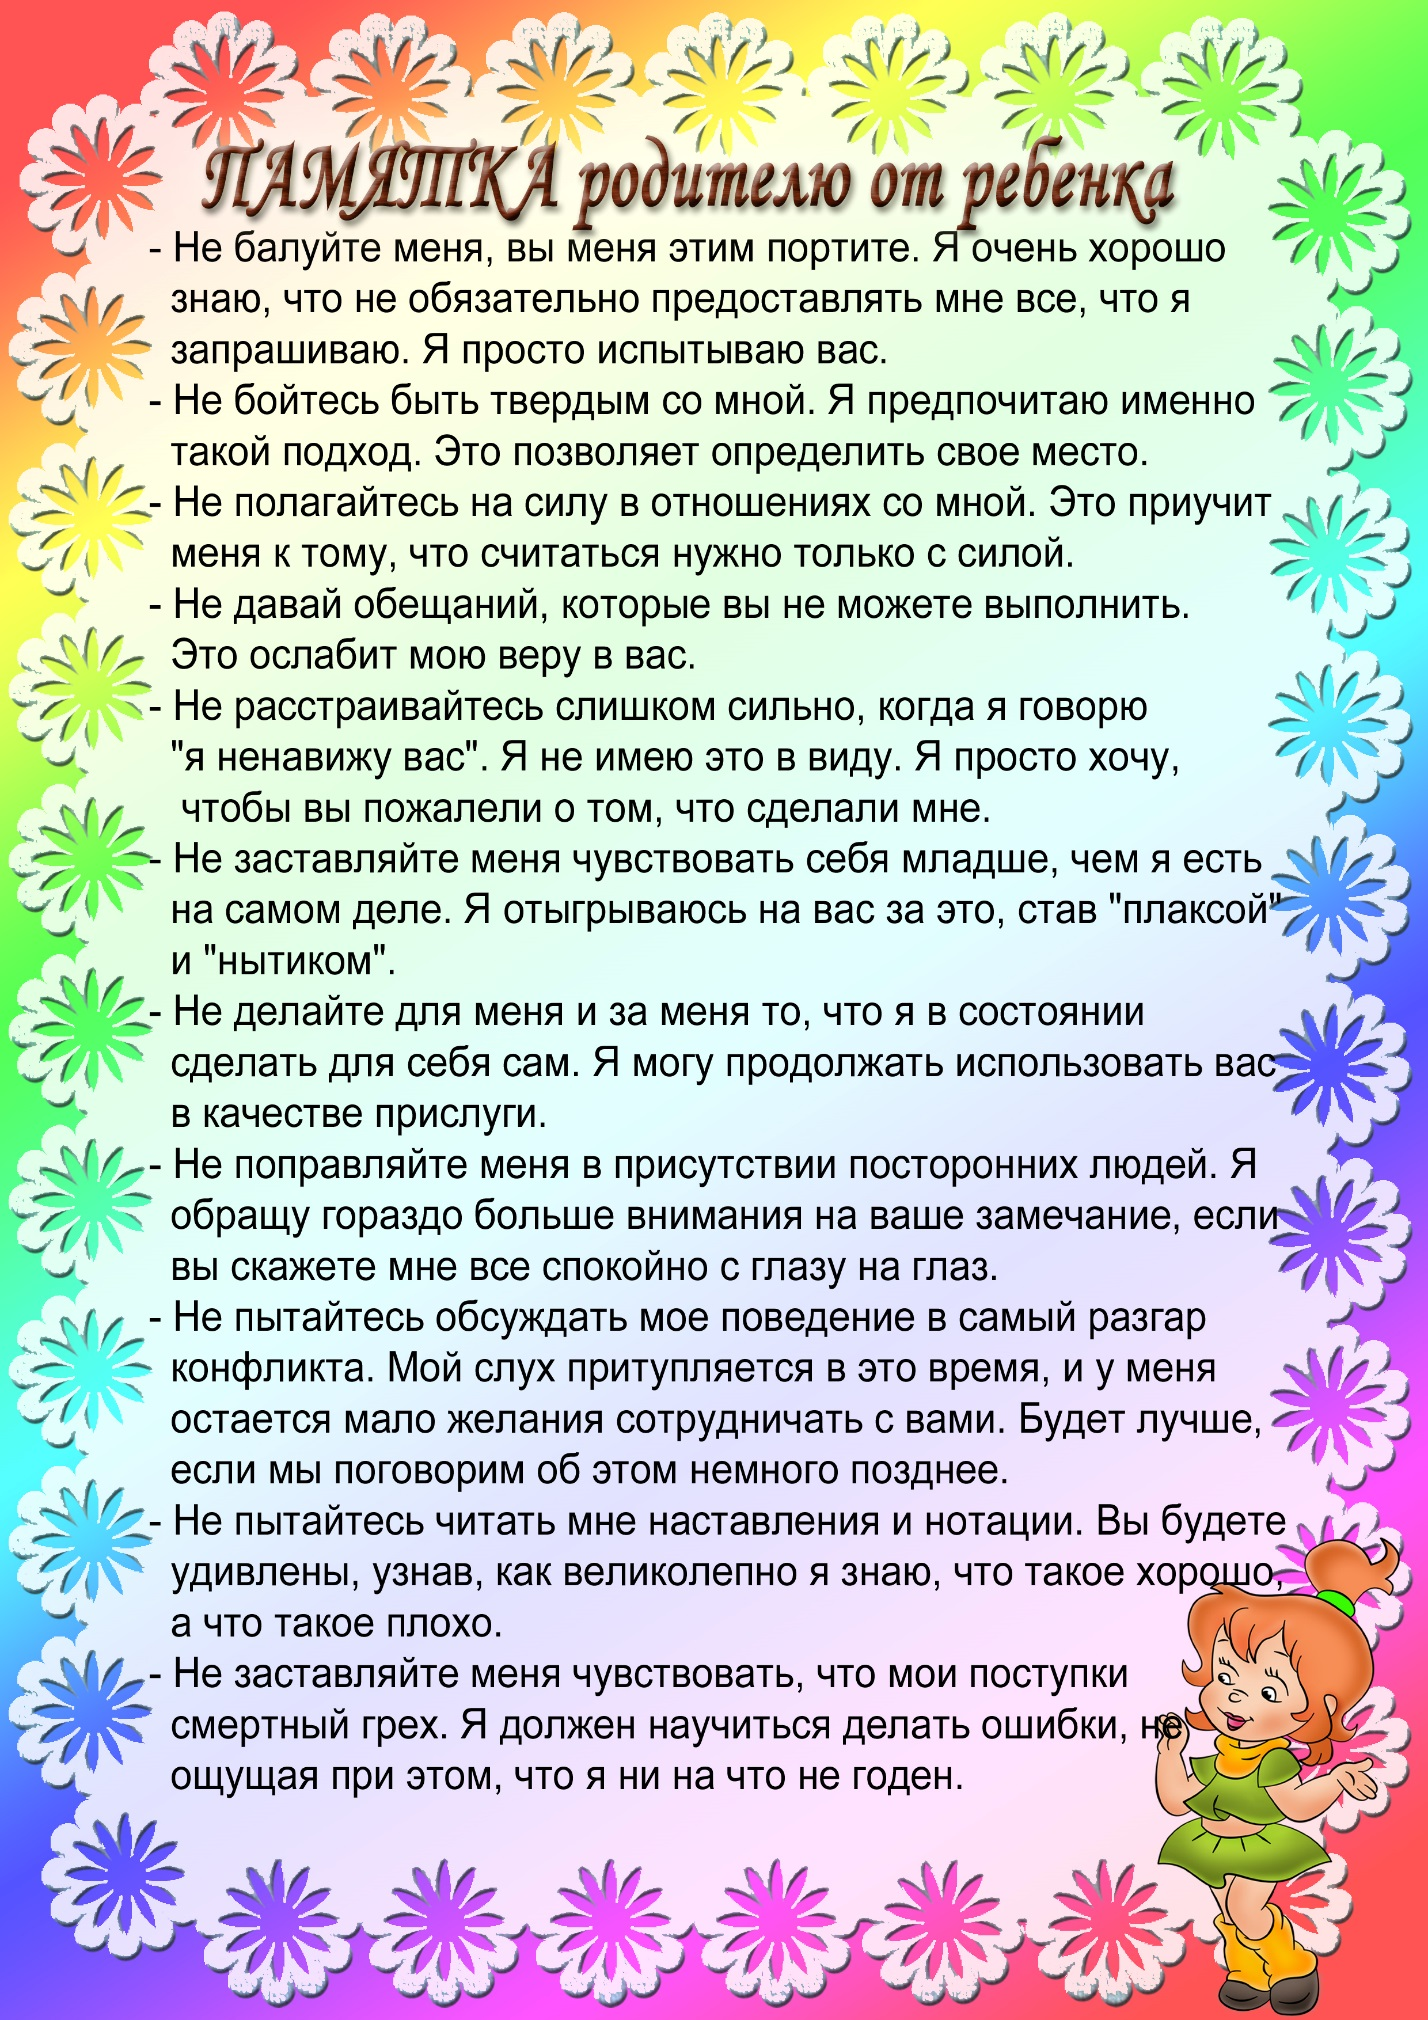 ПАМЯТКА родителю от ребенка
- Не балуйте меня, вы меня этим портите. Я очень хорошо
знаю, что не обязательно предоставлять мне все, что я
запрашиваю. Я просто испытываю вас.
- Не бойтесь быть твердым со мной. Я предпочитаю именно
такой подход. Это позволяет определить свое место.
- Не полагайтесь на силу в отношениях со мной. Это приучит
меня к тому, что считаться нужно только с силой.
- Не давай обещаний, которые вы не можете выполнить.
Это ослабит мою веру в вас.
- Не расстраивайтесь слишком сильно, когда я говорю
"я ненавижу вас". Я не имею это в виду. Я просто хочу,
чтобы вы пожалели о том, что сделали мне.
- Не заставляйте меня чувствовать себя младше, чем я есть
на самом деле. Я отыгрываюсь на вас за это, став "плаксой"
и "нытиком".
- Не делайте для меня и за меня то, что я в состоянии
сделать для себя сам. Я могу продолжать использовать вас
в качестве прислуги.
- Не поправляйте меня в присутствии посторонних людей. Я
обращу гораздо больше внимания на ваше замечание, если
вы скажете мне все спокойно с глазу на глаз.
- Не пытайтесь обсуждать мое поведение в самый разгар
конфликта. Мой слух притупляется в это время, и у меня
остается мало желания сотрудничать с вами. Будет лучше,
если мы поговорим об этом немного позднее.
- Не пытайтесь читать мне наставления и нотации. Вы будете
удивлены, узнав, как великолепно я знаю, что такое хорошо,
а что такое плохо.
- Не заставляйте меня чувствовать, что мои поступки
смертный грех. Я должен научиться делать ошибки, не
ощущая при этом, что я ни на что не годен.